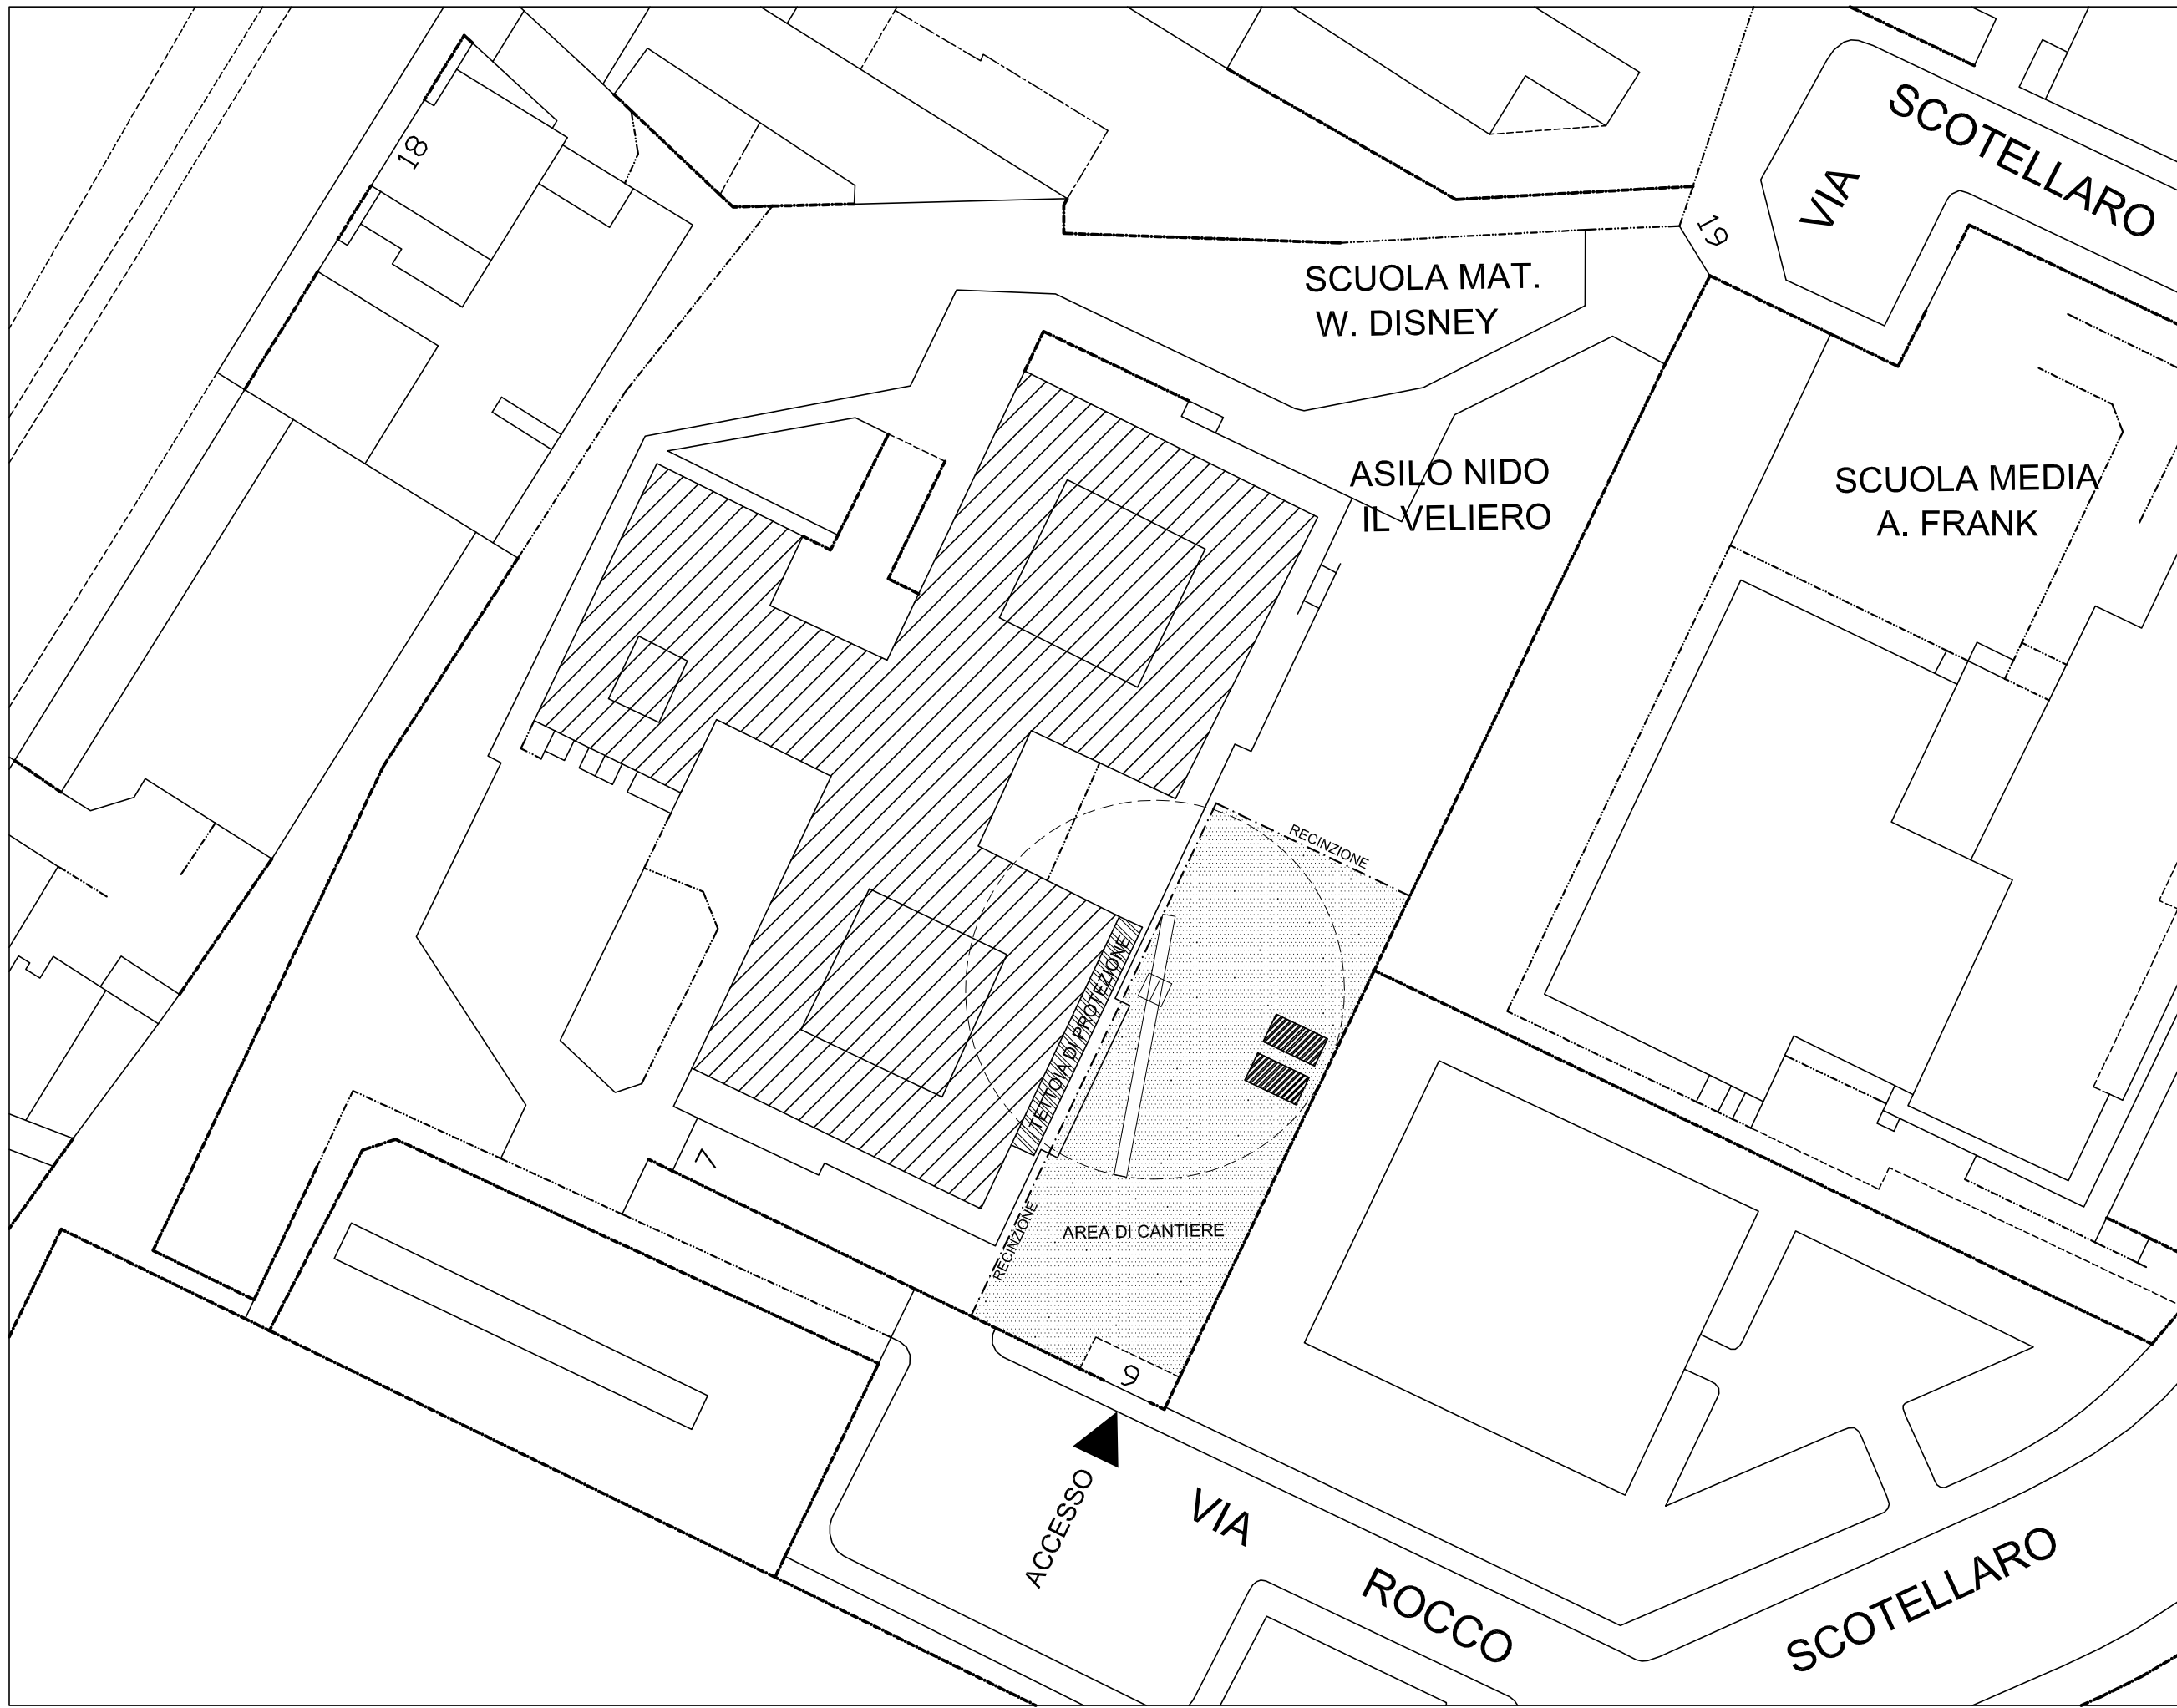 SCOTELLARO
VIA
18
19
SCUOLA MAT.
W. DISNEY
ASILO NIDO
IL VELIERO
SCUOLA MEDIA
A. FRANK
RECINZIONE
TETTOIA DI PROTEZIONE
7
RECINZIONE
AREA DI CANTIERE
9
ACCESSO
VIA
ROCCO
SCOTELLARO